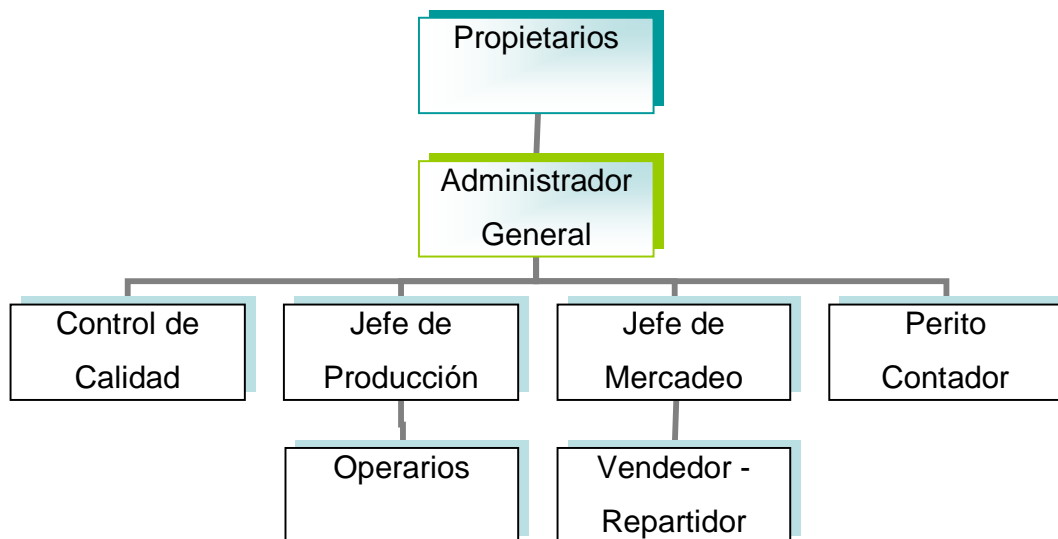 Propietarios
Administrador
General
Control de
Calidad
Jefe de
Producción
Jefe de
Mercadeo
Perito
Contador
Operarios
Vendedor -
Repartidor